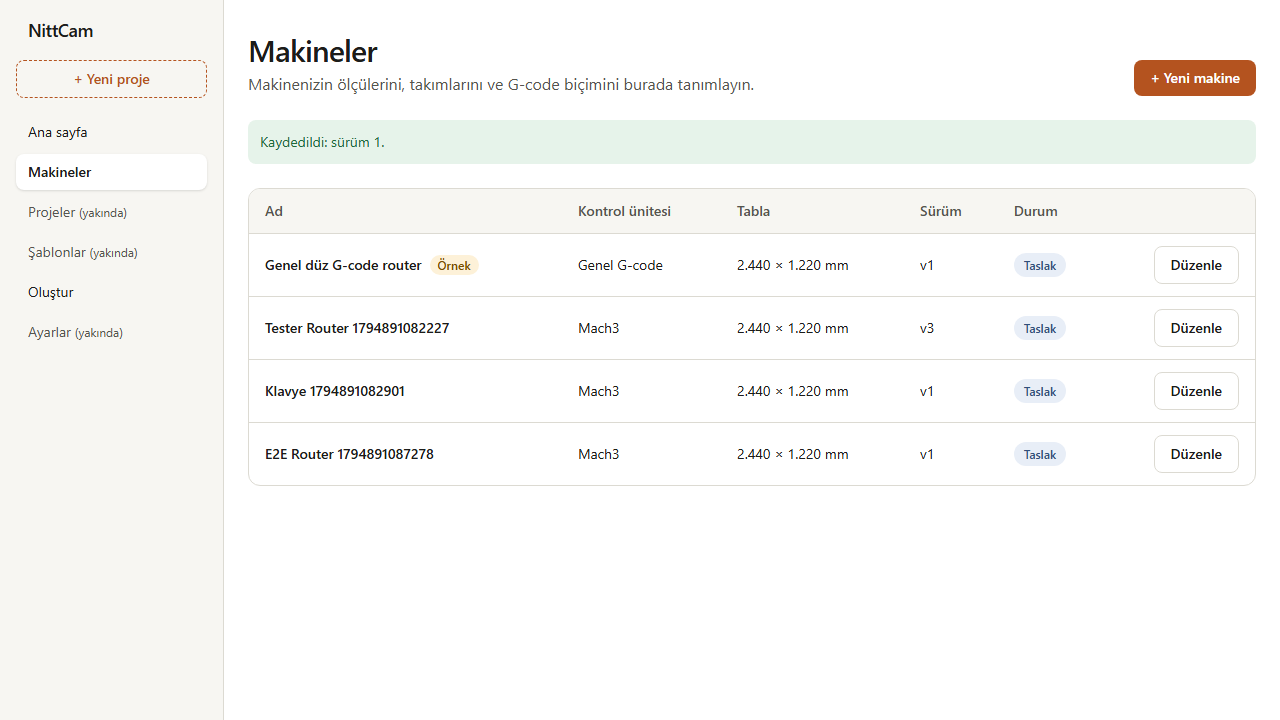 NittCam
+ Yeni proje
Ana sayfa
Makineler
Projeler (yakında)
Şablonlar (yakında)
Oluştur
Ayarlar (yakında)
Makineler
Makinenizin ölçülerini, takımlarını ve G-code biçimini burada tanımlayın.
+ Yeni makine
Kaydedildi: sürüm 1.
Ad Kontrol ünitesi Tabla Sürüm Durum
Genel düz G-code router Örnek Genel G-code 2.440 × 1.220 mm v1 Taslak Düzenle
Tester Router 1794891082227 Mach3 2.440 × 1.220 mm v3 Taslak Düzenle
Klavye 1794891082901 Mach3 2.440 × 1.220 mm v1 Taslak Düzenle
E2E Router 1794891087278 Mach3 2.440 × 1.220 mm v1 Taslak Düzenle